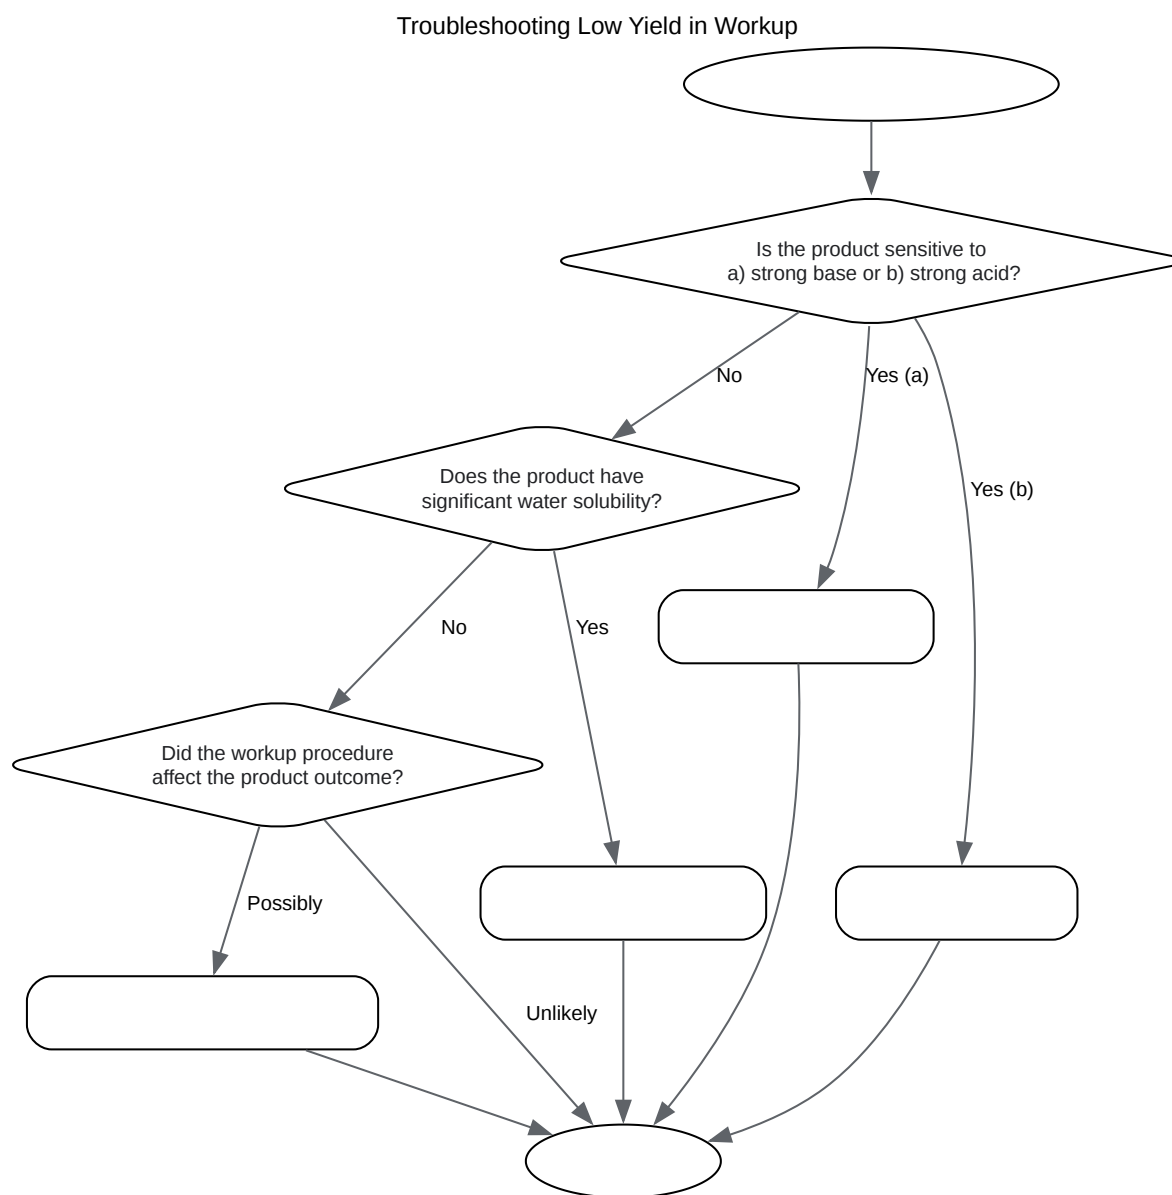 Troubleshooting Low Yield in Workup
Is the product sensitive to
a) strong base or b) strong acid?
No
Yes (a)
Does the product have
significant water solubility?
Yes (b)
No
Yes
Did the workup procedure
affect the product outcome?
Possibly
Unlikely